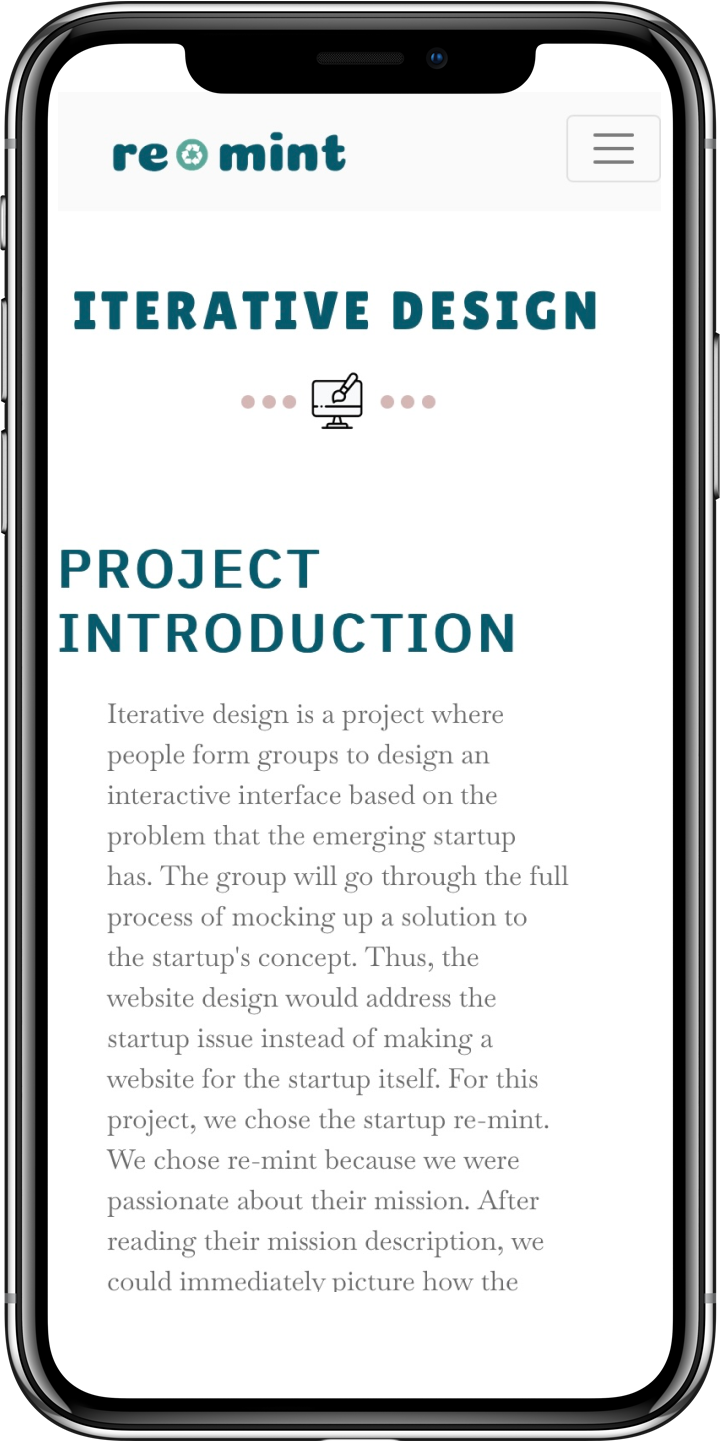 re mint
ITERATIVE DESIGN
PROJECT
INTRODUCTION
Iterative design is a project where
people form groups to design an
interactive interface based on the
problem that the emerging startup
has. The group will go through the full
process of mocking up a solution to
the startup's concept. Thus, the
website design would address the
startup issue instead of making a
website for the startup itself. For this
project, we chose the startup re-mint.
We chose re-mint because we were
passionate about their mission. After
reading their mission description, we
could immediately picture how the